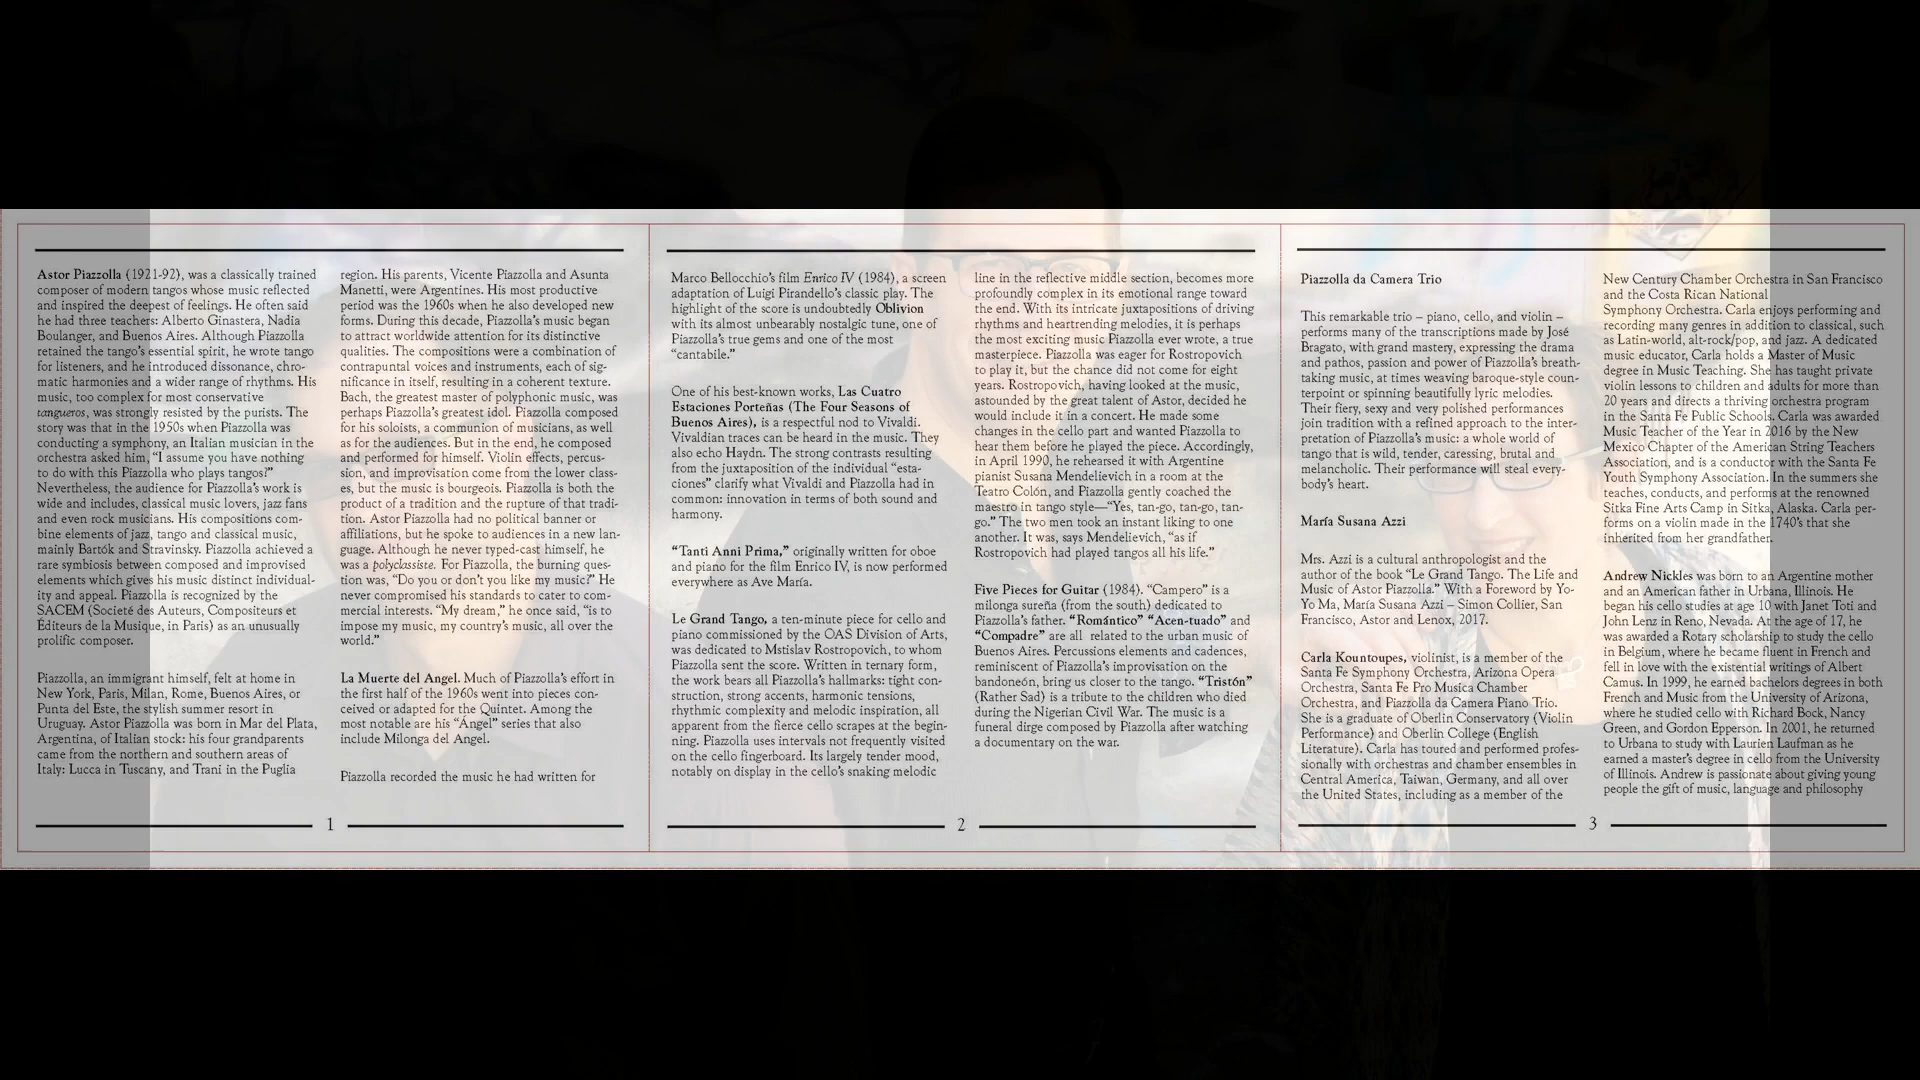 Astor Piazzolla (1921-92), was a classically trained
composer of modern tangos whose music reflected
and inspired the deepest of feelings. He often said
he had three teachers: Alberto Ginastera, Nadia
Boulanger, and Buenos Aires. Although Piazzolla
retained the tango's essential spirit, he wrote tango
for listeners, and he introduced dissonance, chro-
matic harmonies and a wider range of rhythms. His
music, too complex for most conservative
tangueros, was strongly resisted by the purists. The
story was that in the 1950s when Piazzolla was
conducting a symphony, an Italian musician in the
orchestra asked him, “I assume you have nothing
to do with this Piazzolla who plays tangos?”
Nevertheless, the audience for Piazzolla's work is
wide and includes, classical music lovers, jazz fans
and even rock musicians. His compositions com-
bine elements of jazz, tango and classical music,
mainly Bartók and Stravinsky. Piazzolla achieved a
rare symbiosis between composed and improvised
elements which gives his music distinct individual-
ity and appeal. Piazzolla is recognized by the
SACEM (Societé des Auteurs, Compositeurs et
Éditeurs de la Musique, in Paris) as an unusually
prolific composer.
Piazzolla, an immigrant himself, felt at home in
New York, Paris, Milan, Rome, Buenos Aires, or
Punta del Este, the stylish summer resort in
Uruguay. Astor Piazzolla was born in Mar del Plata,
Argentina, of Italian stock: his four grandparents
came from the northern and southern areas of
Italy: Lucca in Tuscany, and Trani in the Puglia
region. His parents, Vicente Piazzolla and Asunta
Manetti, were Argentines. His most productive
period was the 1960s when he also developed new
forms. During this decade, Piazzolla's music began
to attract worldwide attention for its distinctive
qualities. The compositions were a combination of
contrapuntal voices and instruments, each of sig-
nificance in itself, resulting in a coherent texture.
Bach, the greatest master of polyphonic music, was
perhaps Piazzolla's greatest idol. Piazzolla composed
for his soloists, a communion of musicians, as well
as for the audiences. But in the end, he composed
and performed for himself. Violin effects, percus-
sion, and improvisation come from the lower class-
es, but the music is bourgeois. Piazzolla is both the
product of a tradition and the rupture of that tradi-
tion. Astor Piazzolla had no political banner or
affiliations, but he spoke to audiences in a new lan-
guage. Although he never typed-cast himself, he
was a polyclassiste. For Piazzolla, the burning ques-
tion was, “Do you or don't you like my music?” He
never compromised his standards to cater to com-
mercial interests. “My dream,” he once said, “is to
impose my music, my country's music, all over the
world.”
La Muerte del Angel. Much of Piazzolla's effort in
the first half of the 1960s went into pieces con-
ceived or adapted for the Quintet. Among the
most notable are his “Ángel” series that also
include Milonga del Angel.
Piazzolla recorded the music he had written for
1
Marco Bellocchio's film Enrico IV (1984), a screen
adaptation of Luigi Pirandello's classic play. The
highlight of the score is undoubtedly Oblivion
with its almost unbearably nostalgic tune, one of
Piazzolla's true gems and one of the most
“cantabile.”
One of his best-known works, Las Cuatro
Estaciones Porteñas (The Four Seasons of
Buenos Aires), is a respectful nod to Vivaldi.
Vivaldian traces can be heard in the music. They
also echo Haydn. The strong contrasts resulting
from the juxtaposition of the individual “esta-
ciones” clarify what Vivaldi and Piazzolla had in
common: innovation in terms of both sound and
harmony.
“Tanti Anni Prima,” originally written for oboe
and piano for the film Enrico IV, is now performed
everywhere as Ave María.
Le Grand Tango, a ten-minute piece for cello and
piano commissioned by the OAS Division of Arts,
was dedicated to Mstislav Rostropovich, to whom
Piazzolla sent the score. Written in ternary form,
the work bears all Piazzolla's hallmarks: tight con-
struction, strong accents, harmonic tensions,
rhythmic complexity and melodic inspiration, all
apparent from the fierce cello scrapes at the begin-
ning. Piazzolla uses intervals not frequently visited
on the cello fingerboard. Its largely tender mood,
notably on display in the cello's snaking melodic
line in the reflective middle section, becomes more
profoundly complex in its emotional range toward
the end. With its intricate juxtapositions of driving
rhythms and heartrending melodies, it is perhaps
the most exciting music Piazzolla ever wrote, a true
masterpiece. Piazzolla was eager for Rostropovich
to play it, but the chance did not come for eight
years. Rostropovich, having looked at the music,
astounded by the great talent of Astor, decided he
would include it in a concert. He made some
changes in the cello part and wanted Piazzolla to
hear them before he played the piece. Accordingly,
in April 1990, he rehearsed it with Argentine
pianist Susana Mendelievich in a room at the
Teatro Colón, and Piazzolla gently coached the
maestro in tango style—“Yes, tan-go, tan-go, tan-
go.” The two men took an instant liking to one
another. It was, says Mendelievich, “as if
Rostropovich had played tangos all his life.”
Five Pieces for Guitar (1984). “Campero” is a
milonga sureña (from the south) dedicated to
Piazzolla's father. “Romántico” “Acen-tuado” and
“Compadre” are all related to the urban music of
Buenos Aires. Percussions elements and cadences,
reminiscent of Piazzolla's improvisation on the
bandoneón, bring us closer to the tango. “Tristón”
(Rather Sad) is a tribute to the children who died
during the Nigerian Civil War. The music is a
funeral dirge composed by Piazzolla after watching
a documentary on the war.
2
Piazzolla da Camera Trio
This remarkable trio – piano, cello, and violin –
performs many of the transcriptions made by José
Bragato, with grand mastery, expressing the drama
and pathos, passion and power of Piazzolla's breath-
taking music, at times weaving baroque-style coun-
terpoint or spinning beautifully lyric melodies.
Their fiery, sexy and very polished performances
join tradition with a refined approach to the inter-
pretation of Piazzolla's music: a whole world of
tango that is wild, tender, caressing, brutal and
melancholic. Their performance will steal every-
body's heart.
María Susana Azzi
Mrs. Azzi is a cultural anthropologist and the
author of the book “Le Grand Tango. The Life and
Music of Astor Piazzolla.” With a Foreword by Yo-
Yo Ma, María Susana Azzi – Simon Collier, San
Francisco, Astor and Lenox, 2017.
Carla Kountoupes, violinist, is a member of the
Santa Fe Symphony Orchestra, Arizona Opera
Orchestra, Santa Fe Pro Musica Chamber
Orchestra, and Piazzolla da Camera Piano Trio.
She is a graduate of Oberlin Conservatory (Violin
Performance) and Oberlin College (English
Literature). Carla has toured and performed profes-
sionally with orchestras and chamber ensembles in
Central America, Taiwan, Germany, and all over
the United States, including as a member of the
New Century Chamber Orchestra in San Francisco
and the Costa Rican National
Symphony Orchestra. Carla enjoys performing and
recording many genres in addition to classical, such
as Latin-world, alt-rock/pop, and jazz. A dedicated
music educator, Carla holds a Master of Music
degree in Music Teaching. She has taught private
violin lessons to children and adults for more than
20 years and directs a thriving orchestra program
in the Santa Fe Public Schools. Carla was awarded
Music Teacher of the Year in 2016 by the New
Mexico Chapter of the American String Teachers
Association, and is a conductor with the Santa Fe
Youth Symphony Association. In the summers she
teaches, conducts, and performs at the renowned
Sitka Fine Arts Camp in Sitka, Alaska. Carla per-
forms on a violin made in the 1740's that she
inherited from her grandfather.
Andrew Nickles was born to an Argentine mother
and an American father in Urbana, Illinois. He
began his cello studies at age 10 with Janet Toti and
John Lenz in Reno, Nevada. At the age of 17, he
was awarded a Rotary scholarship to study the cello
in Belgium, where he became fluent in French and
fell in love with the existential writings of Albert
Camus. In 1999, he earned bachelors degrees in both
French and Music from the University of Arizona,
where he studied cello with Richard Bock, Nancy
Green, and Gordon Epperson. In 2001, he returned
to Urbana to study with Laurien Laufman as he
earned a master's degree in cello from the University
of Illinois. Andrew is passionate about giving young
people the gift of music, language and philosophy
3